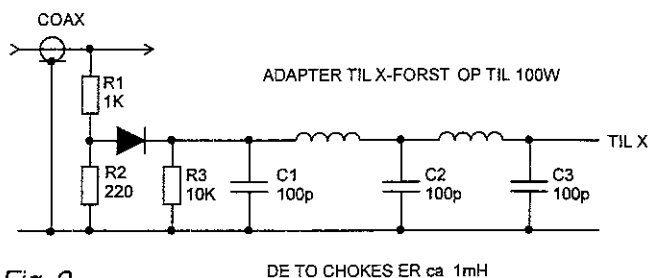 COAX
R1
1K
ADAPTER TIL X-FORST OP TIL 100W
TIL X
R2
220
R3
10K
C1
100p
C2
100p
C3
100p
DE TO CHOKES ER ca 1mH
Fig. 2